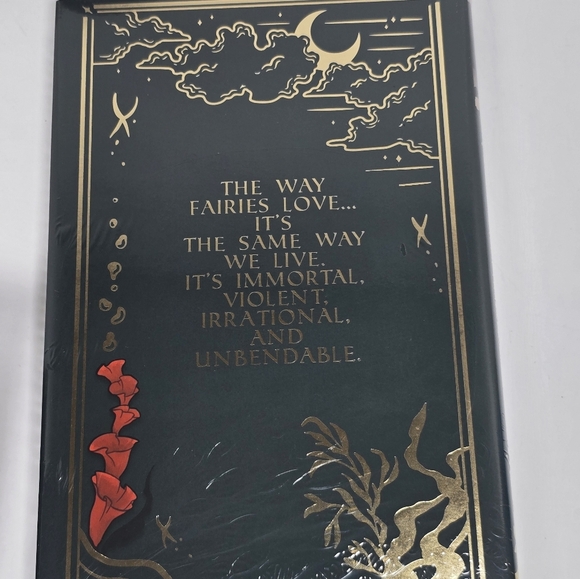 THE WAY
FAIRIES LOVE...
IT'S
THE SAME WAY
WE LIVE.
IT'S IMMORTAL,
VIOLENT,
IRRATIONAL,
AND
UNBENDABLE.